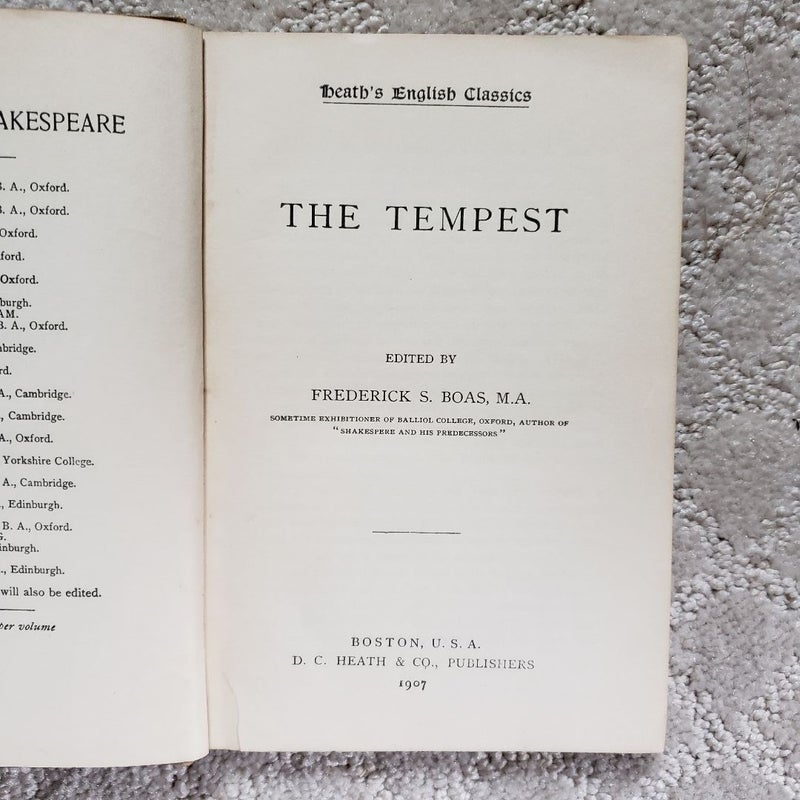 AKESPEARE
B. A., Oxford.
B. A., Oxford.
Oxford.
ford.
Oxford.
burgh.
AM.
B. A., Oxford.
nbridge.
rd.
A., Cambridge.
., Cambridge.
A., Oxford.
Yorkshire College.
A., Cambridge.
., Edinburgh.
B. A., Oxford.
G.
inburgh.
., Edinburgh.
will also be edited.
per volume
Heath's English Classics
THE TEMPEST
EDITED BY
FREDERICK S. BOAS, M.A.
SOMETIME EXHIBITIONER OF BALLIOL COLLEGE, OXFORD, AUTHOR OF
"SHAKESPERE AND HIS PREDECESSORS"
BOSTON, U. S. A.
D. C. HEATH & CO., PUBLISHERS
1907